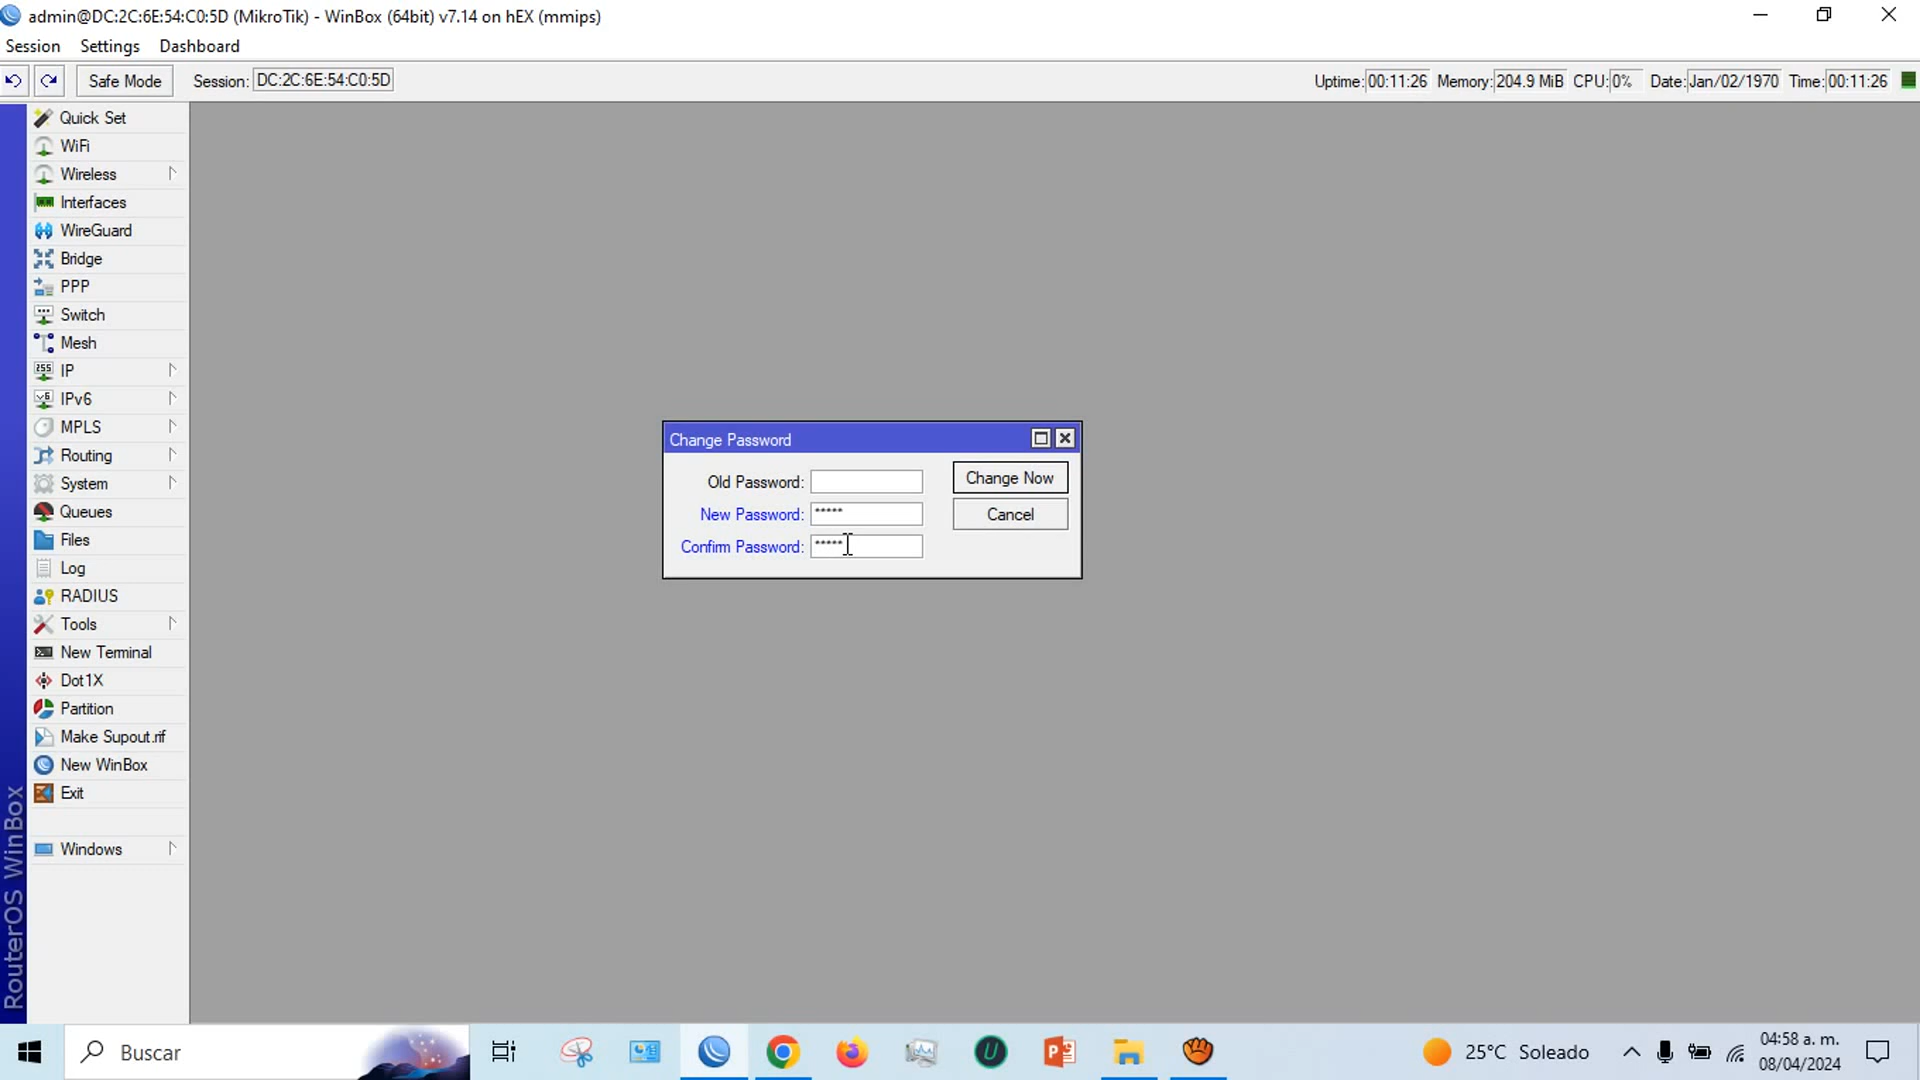 admin@DC:2C:6E:54:C0:5D (MikroTik) - WinBox (64bit) v7.14 on hEX (mmips)
Session Settings Dashboard
Safe Mode Session: DC:2C:6E:54:C0:5D Uptime: 00:11:26 Memory: 204.9 MiB CPU: 0% Date: Jan/02/1970 Time: 00:11:26
Quick Set
WiFi
Wireless
Interfaces
WireGuard
Bridge
PPP
Switch
Mesh
IP
IPv6
MPLS
Routing
System
Queues
Files
Log
RADIUS
Tools
New Terminal
Dot1X
Partition
Make Supout.rif
New WinBox
Exit
Windows
RouterOS WinBox
Change Password
Old Password:
New Password: *****
Confirm Password: *****
Change Now
Cancel
Buscar
25°C Soleado
04:58 a. m.
08/04/2024